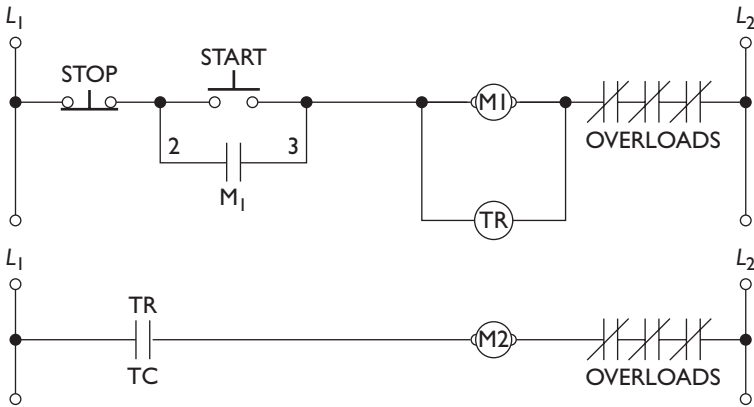 L1 L2
STOP START
M1
2 3
OVERLOADS
M1
TR
L1 L2
TR
M2
TC
OVERLOADS